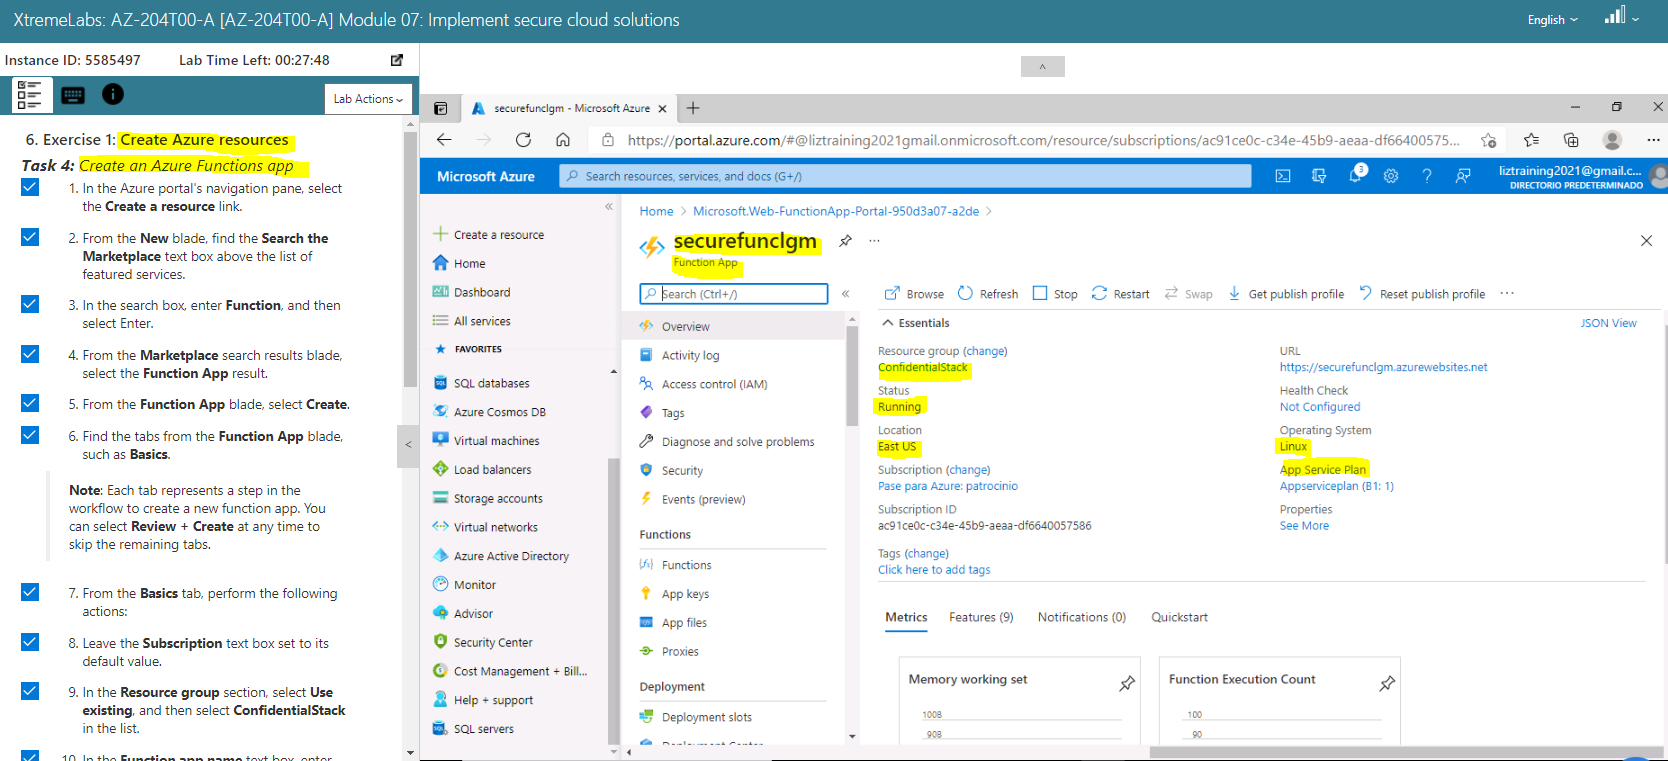 XtremeLabs: AZ-204T00-A [AZ-204T00-A] Module 07: Implement secure cloud solutions
English
Instance ID: 5585497
Lab Time Left: 00:27:48
Lab Actions
6. Exercise 1: Create Azure resources
Task 4: Create an Azure Functions app
1. In the Azure portal's navigation pane, select
the Create a resource link.
2. From the New blade, find the Search the
Marketplace text box above the list of
featured services.
3. In the search box, enter Function, and then
select Enter.
4. From the Marketplace search results blade,
select the Function App result.
5. From the Function App blade, select Create.
6. Find the tabs from the Function App blade,
such as Basics.
Note: Each tab represents a step in the
workflow to create a new function app. You
can select Review + Create at any time to
skip the remaining tabs.
7. From the Basics tab, perform the following
actions:
8. Leave the Subscription text box set to its
default value.
9. In the Resource group section, select Use
existing, and then select ConfidentialStack
in the list.
10. In the Function app name text box, enter
securefunclgm - Microsoft Azure
https://portal.azure.com/#@liztraining2021gmail.onmicrosoft.com/resource/subscriptions/ac91ce0c-c34e-45b9-aeaa-df66400575...
Microsoft Azure
Search resources, services, and docs (G+/)
3
liztraining2021@gmail.c...
DIRECTORIO PREDETERMINADO
Create a resource
Home
Dashboard
All services
FAVORITES
SQL databases
Azure Cosmos DB
Virtual machines
Load balancers
Storage accounts
Virtual networks
Azure Active Directory
Monitor
Advisor
Security Center
Cost Management + Bill...
Help + support
SQL servers
Home > Microsoft.Web-FunctionApp-Portal-950d3a07-a2de >
securefunclgm
Function App
Search (Ctrl+/)
Overview
Activity log
Access control (IAM)
Tags
Diagnose and solve problems
Security
Events (preview)
Functions
Functions
App keys
App files
Proxies
Deployment
Deployment slots
Deployment Center
Browse
Refresh
Stop
Restart
Swap
Get publish profile
Reset publish profile
Essentials
JSON View
Resource group (change)
ConfidentialStack
Status
Running
Location
East US
Subscription (change)
Pase para Azure: patrocinio
Subscription ID
ac91ce0c-c34e-45b9-aeaa-df6640057586
Tags (change)
Click here to add tags
URL
https://securefunclgm.azurewebsites.net
Health Check
Not Configured
Operating System
Linux
App Service Plan
Appserviceplan (B1: 1)
Properties
See More
Metrics
Features (9)
Notifications (0)
Quickstart
Memory working set
100B
90B
Function Execution Count
100
90